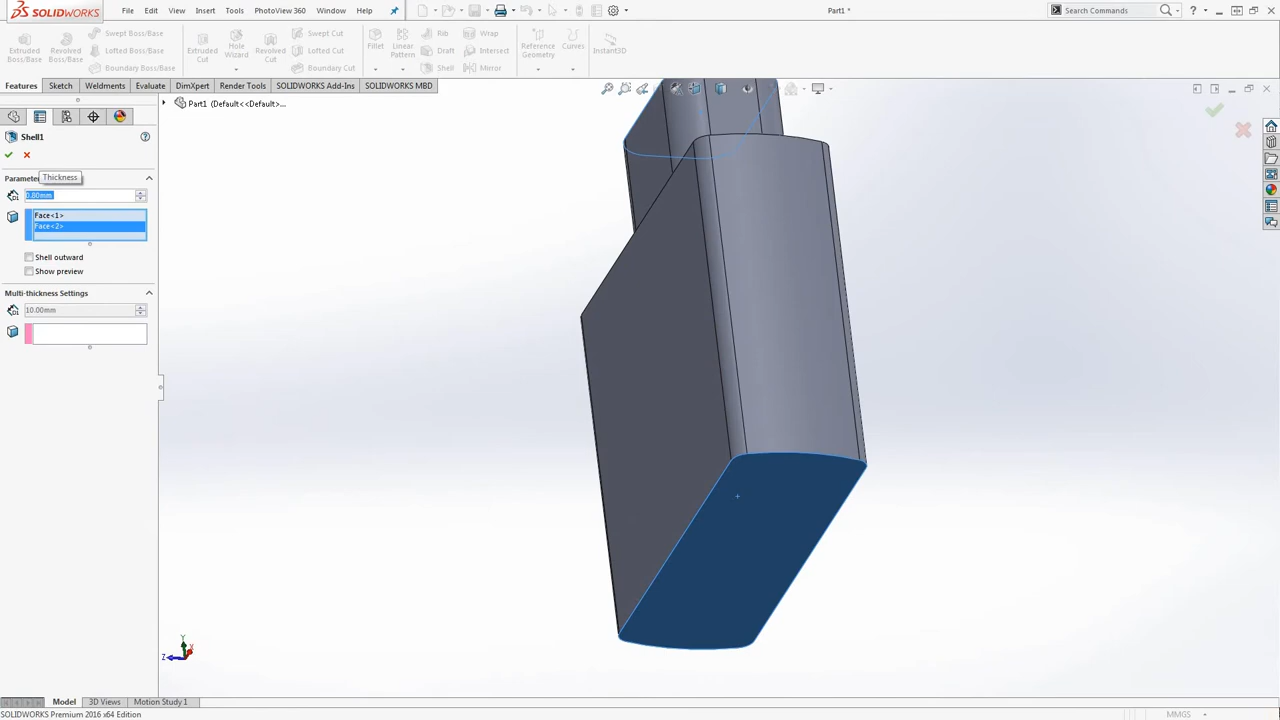 SOLIDWORKS
File
Edit
View
Insert
Tools
PhotoView 360
Window
Help
Part1 *
Search Commands
Extruded Boss/Base
Revolved Boss/Base
Swept Boss/Base
Lofted Boss/Base
Boundary Boss/Base
Extruded Cut
Hole Wizard
Revolved Cut
Swept Cut
Lofted Cut
Boundary Cut
Fillet
Linear Pattern
Rib
Draft
Shell
Wrap
Intersect
Mirror
Reference Geometry
Curves
Instant3D
Features
Sketch
Weldments
Evaluate
DimXpert
Render Tools
SOLIDWORKS Add-Ins
SOLIDWORKS MBD
Part1 (Default<<Default>...
Shell1
Thickness
Paramete
0.80mm
Face<1>
Face<2>
Shell outward
Show preview
Multi-thickness Settings
10.00mm
Y
Z
Model
3D Views
Motion Study 1
SOLIDWORKS Premium 2016 x64 Edition
MMGS